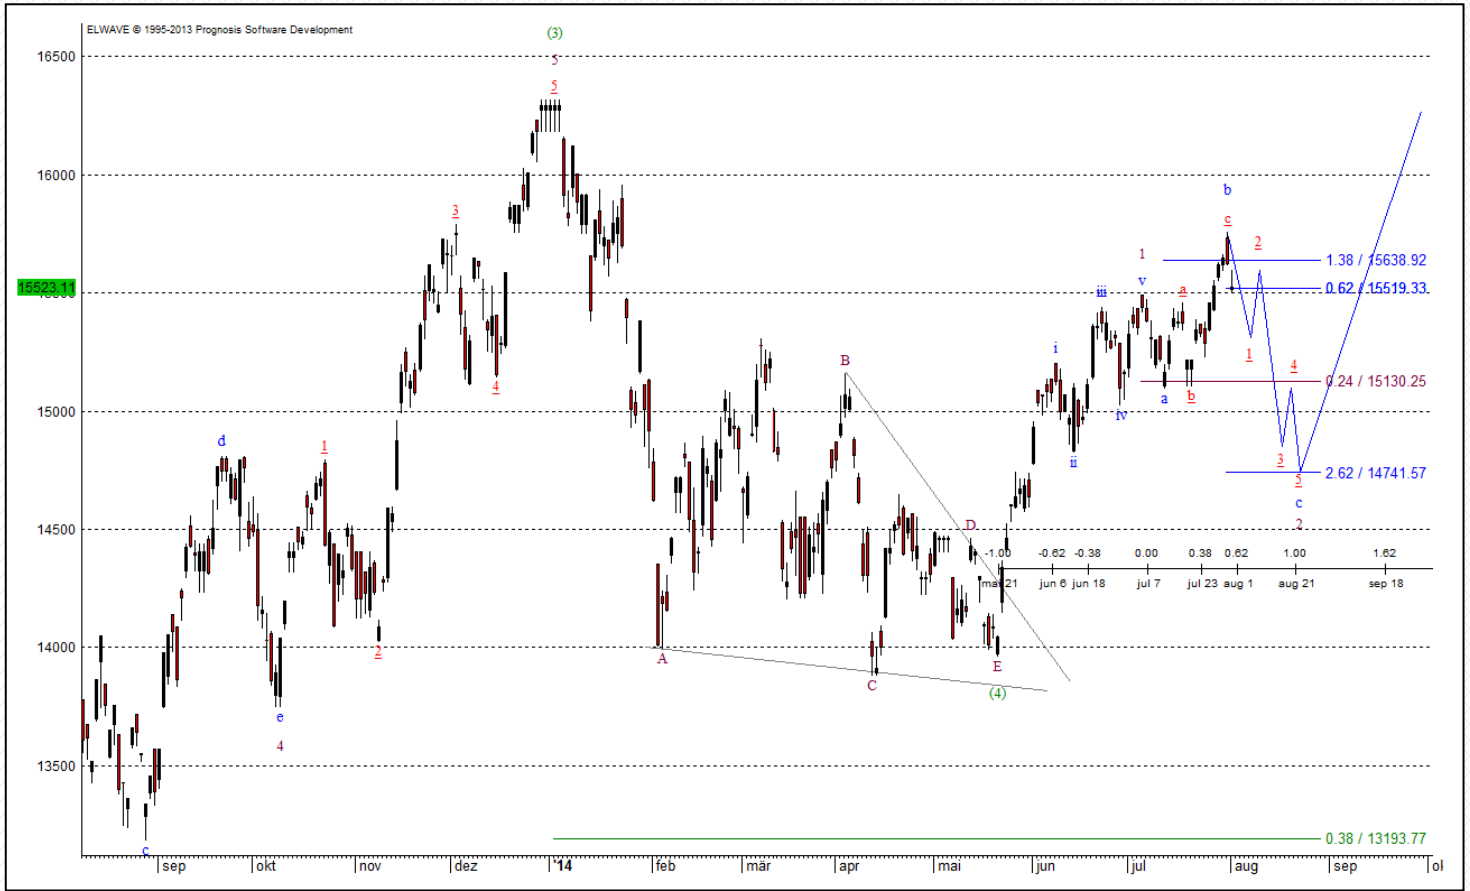 ELWAVE © 1995-2013 Prognosis Software Development
(3)
5
5
16500
16000
b
3
c
2
1
1.38 / 15638.92
15523.11
iii
v
a
0.62 / 15519.33
i
B
1
4
4
0.24 / 15130.25
a
b
15000
iv
d
1
ii
3
2.62 / 14741.57
5
c
2
14500
D
-1.00 -0.62 -0.38 0.00 0.38 0.62 1.00 1.62
mai 21 jun 6 jun 18 jul 7 jul 23 aug 1 aug 21 sep 18
14000
2
A
E
C
(4)
e
4
13500
0.38 / 13193.77
c
sep okt nov dez '14 feb mär apr mai jun jul aug sep